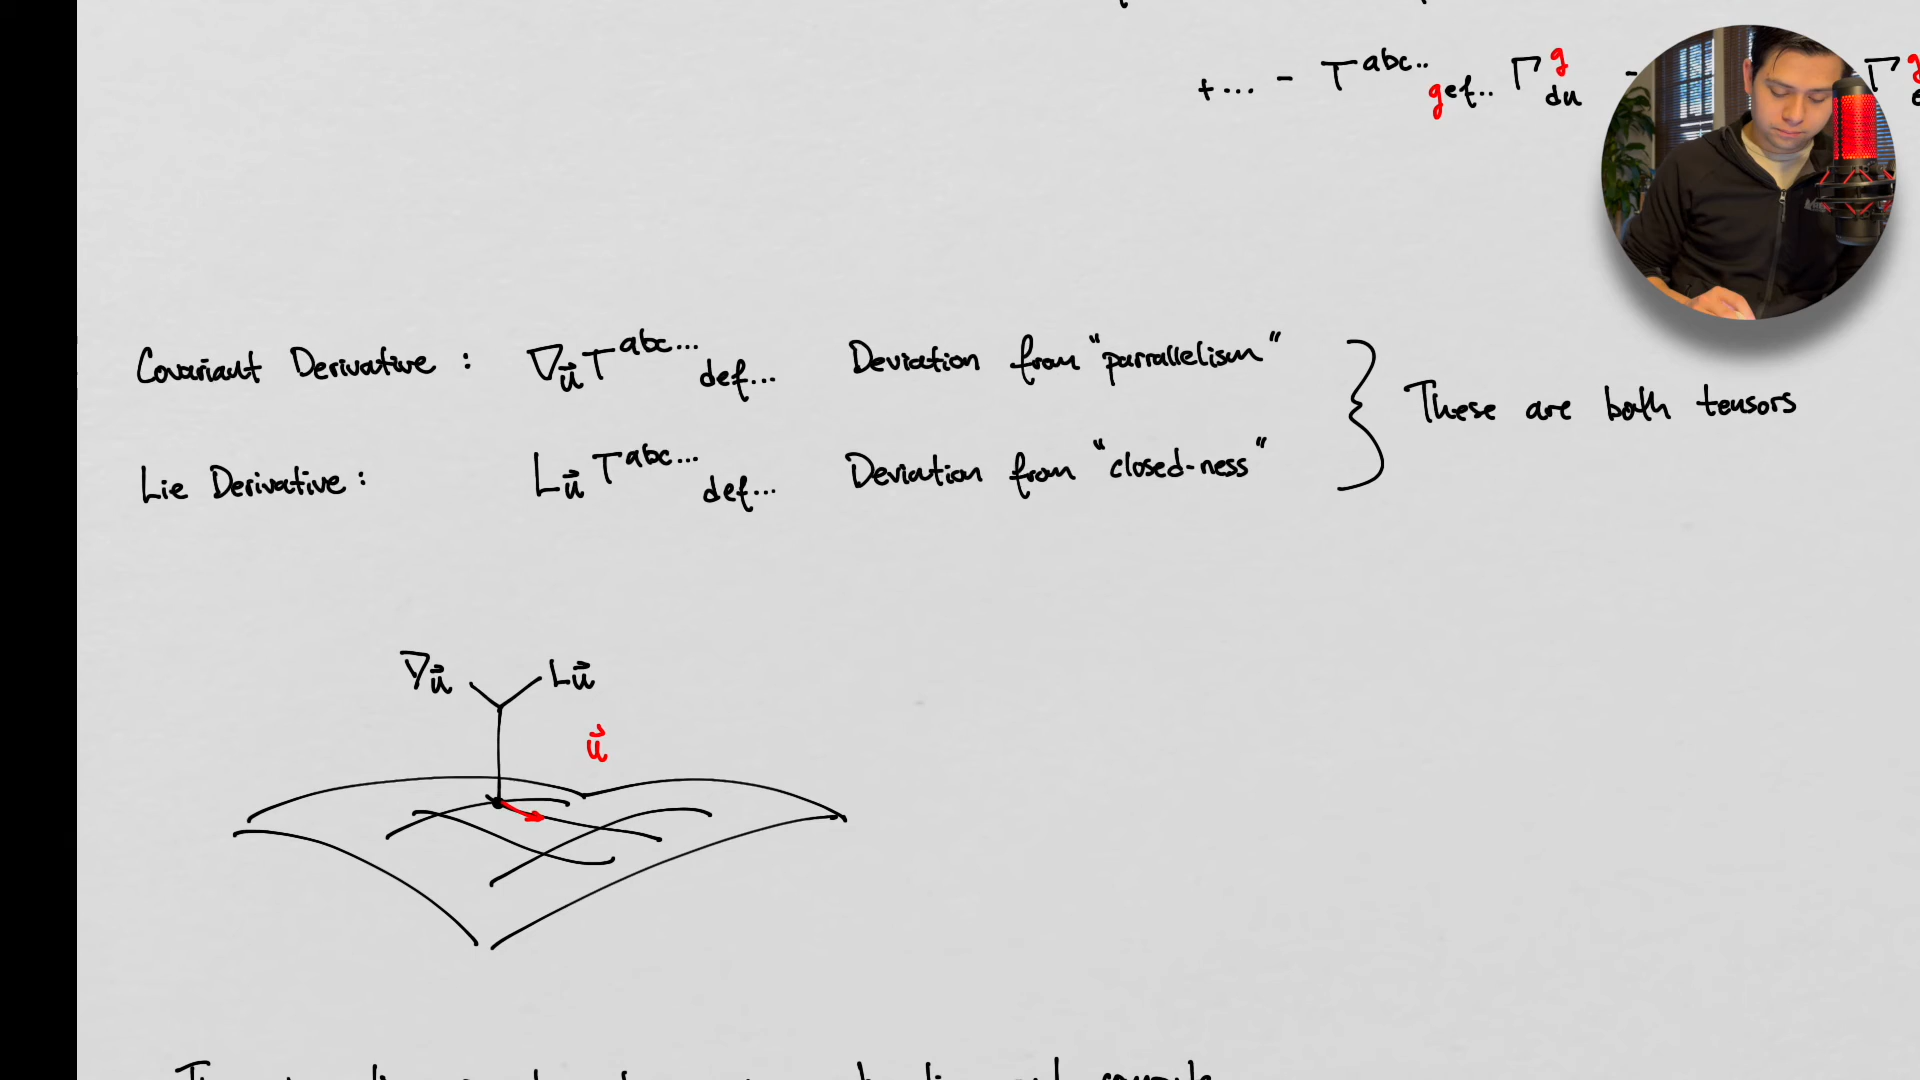 +... - T^abc.. gef.. Γ^g du - Γ^g
Covariant Derivative : ∇u⃗ T^abc... def... Deviation from "parrallelism"
These are both tensors
Lie Derivative : Lu⃗ T^abc... def... Deviation from "closed-ness"
∇u⃗ Lu⃗
u⃗